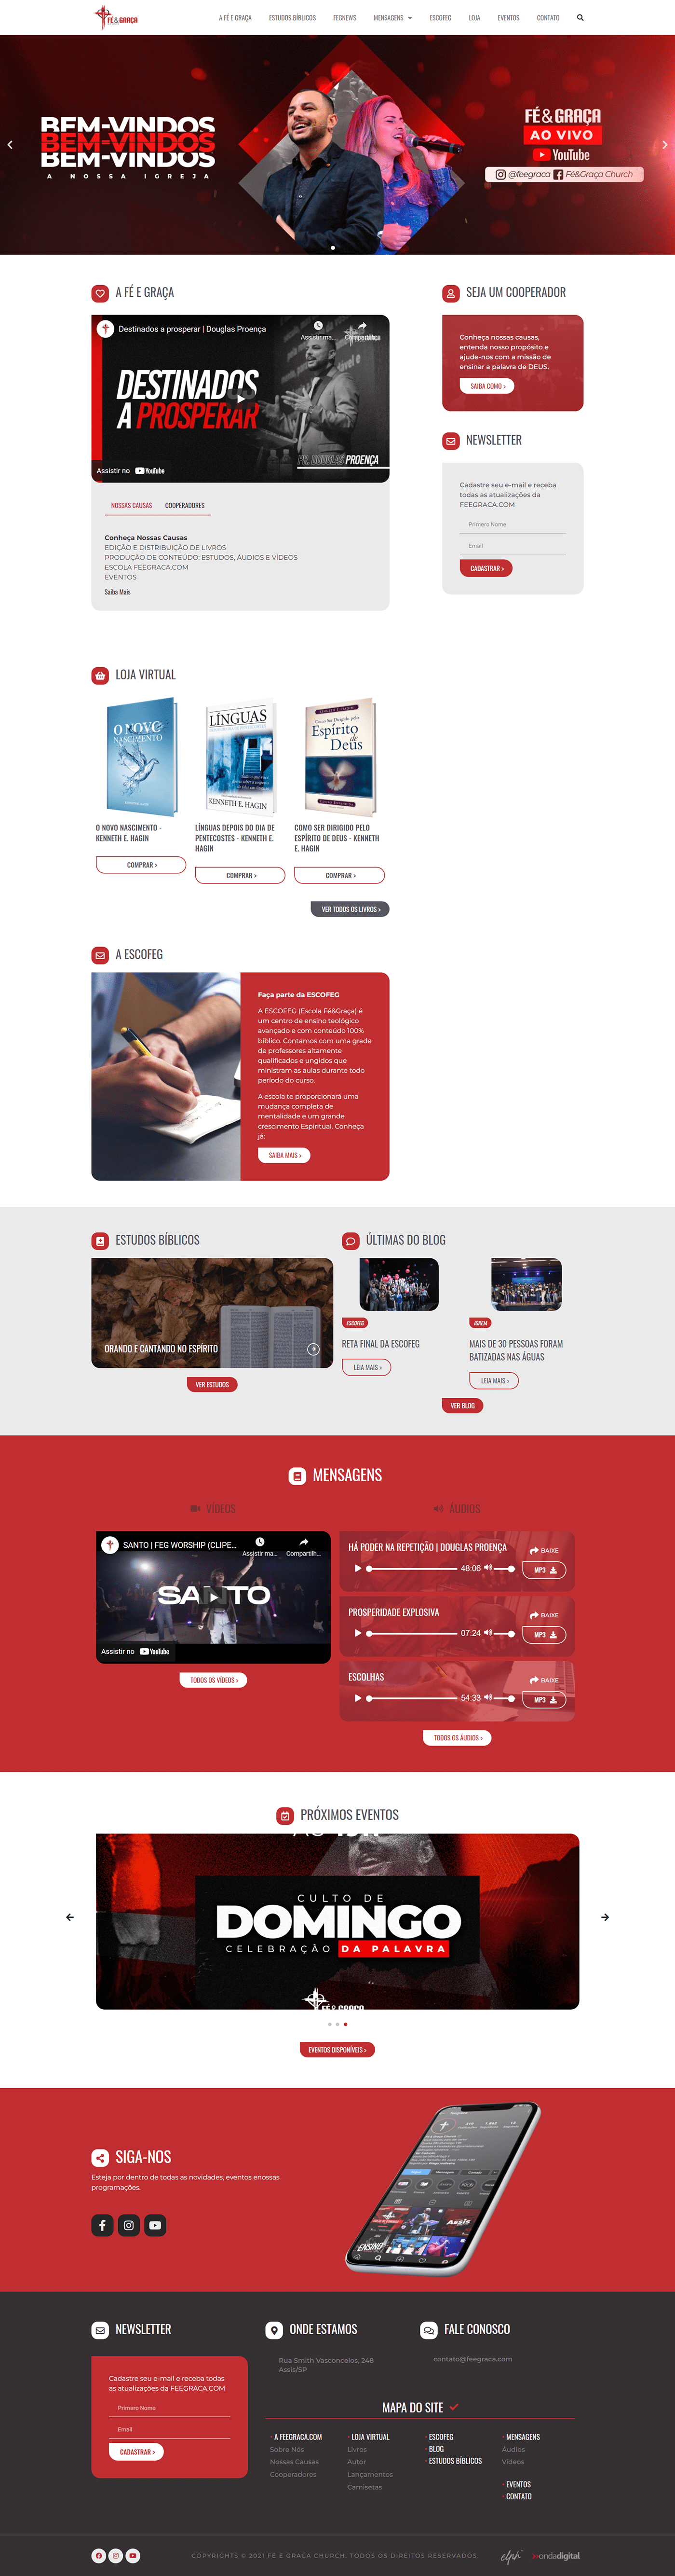 FÉ&GRAÇA
A FÉ E GRAÇA
ESTUDOS BÍBLICOS
FEGNEWS
MENSAGENS
ESCOFEG
LOJA
EVENTOS
CONTATO
BEM-VINDOS
BEM-VINDOS
BEM-VINDOS
A NOSSA IGREJA
FÉ&GRAÇA
AO VIVO
YouTube
@feegraca Fé&Graça Church
A FÉ E GRAÇA
Destinados a prosperar | Douglas Proença
Assistir ma...
DESTINADOS
A PROSPERAR
PR. DOUGLAS PROENÇA
Assistir no YouTube
NOSSAS CAUSAS
COOPERADORES
Conheça Nossas Causas
EDIÇÃO E DISTRIBUIÇÃO DE LIVROS
PRODUÇÃO DE CONTEÚDO: ESTUDOS, ÁUDIOS E VÍDEOS
ESCOLA FEEGRACA.COM
EVENTOS
Saiba Mais
SEJA UM COOPERADOR
Conheça nossas causas,
entenda nosso propósito e
ajude-nos com a missão de
ensinar a palavra de DEUS.
SAIBA COMO >
NEWSLETTER
Cadastre seu e-mail e receba
todas as atualizações da
FEEGRACA.COM
Primero Nome
Email
CADASTRAR >
LOJA VIRTUAL
O NOVO
NASCIMENTO
LÍNGUAS
KENNETH E. HAGIN
Como Ser Dirigido pelo
Espírito
de
Deus
O NOVO NASCIMENTO -
KENNETH E. HAGIN
COMPRAR >
LÍNGUAS DEPOIS DO DIA DE
PENTECOSTES - KENNETH E.
HAGIN
COMPRAR >
COMO SER DIRIGIDO PELO
ESPÍRITO DE DEUS - KENNETH
E. HAGIN
COMPRAR >
VER TODOS OS LIVROS >
A ESCOFEG
Faça parte da ESCOFEG
A ESCOFEG (Escola Fé&Graça) é
um centro de ensino teológico
avançado e com conteúdo 100%
bíblico. Contamos com uma grade
de professores altamente
qualificados e ungidos que
ministram as aulas durante todo
período do curso.
A escola te proporcionará uma
mudança completa de
mentalidade e um grande
crescimento Espiritual. Conheça
já:
SAIBA MAIS >
ESTUDOS BÍBLICOS
ORANDO E CANTANDO NO ESPÍRITO
VER ESTUDOS
ÚLTIMAS DO BLOG
ESCOFEG
RETA FINAL DA ESCOFEG
LEIA MAIS >
IGREJA
MAIS DE 30 PESSOAS FORAM
BATIZADAS NAS ÁGUAS
LEIA MAIS >
VER BLOG
MENSAGENS
VÍDEOS
SANTO | FEG WORSHIP (CLIPE...
Assistir ma...
Compartilh...
SANTO
Assistir no YouTube
TODOS OS VÍDEOS >
ÁUDIOS
HÁ PODER NA REPETIÇÃO | DOUGLAS PROENÇA
48:06
BAIXE
MP3
PROSPERIDADE EXPLOSIVA
07:24
BAIXE
MP3
ESCOLHAS
54:33
BAIXE
MP3
TODOS OS ÁUDIOS >
PRÓXIMOS EVENTOS
CULTO DE
DOMINGO
CELEBRAÇÃO DA PALAVRA
FÉ&GRAÇA
EVENTOS DISPONÍVEIS >
SIGA-NOS
Esteja por dentro de todas as novidades, eventos enossas
programações.
NEWSLETTER
Cadastre seu e-mail e receba todas
as atualizações da FEEGRACA.COM
Primero Nome
Email
CADASTRAR >
ONDE ESTAMOS
Rua Smith Vasconcelos, 248
Assis/SP
FALE CONOSCO
contato@feegraca.com
MAPA DO SITE
A FEEGRACA.COM
Sobre Nós
Nossas Causas
Cooperadores
LOJA VIRTUAL
Livros
Autor
Lançamentos
Camisetas
ESCOFEG
BLOG
ESTUDOS BÍBLICOS
MENSAGENS
Áudios
Vídeos
EVENTOS
CONTATO
COPYRIGHTS © 2021 FÉ E GRAÇA CHURCH. TODOS OS DIREITOS RESERVADOS.
ondadigital